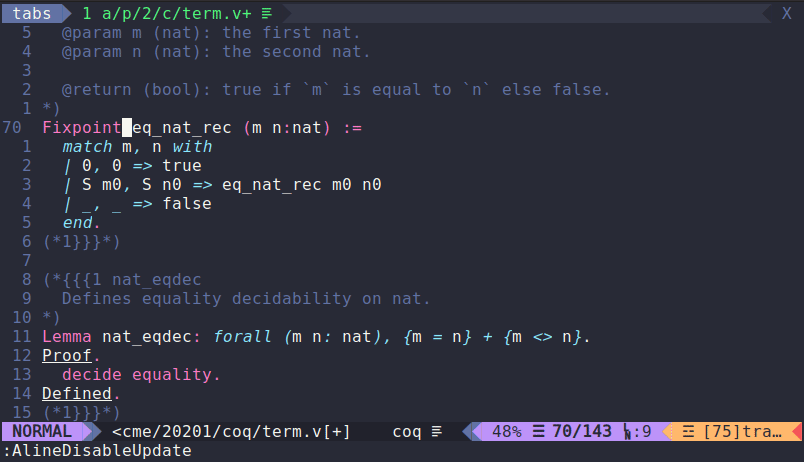 tabs 1 a/p/2/c/term.v+ X
5 @param m (nat): the first nat.
4 @param n (nat): the second nat.
3
2 @return (bool): true if `m` is equal to `n` else false.
1 *)
70 Fixpoint eq_nat_rec (m n:nat) :=
1 match m, n with
2 | 0, 0 => true
3 | S m0, S n0 => eq_nat_rec m0 n0
4 | _, _ => false
5 end.
6 (*1}}}*)
7
8 (*{{{1 nat_eqdec
9 Defines equality decidability on nat.
10 *)
11 Lemma nat_eqdec: forall (m n: nat), {m = n} + {m <> n}.
12 Proof.
13 decide equality.
14 Defined.
15 (*1}}}*)
NORMAL <cme/20201/coq/term.v[+] coq 48% ☰ 70/143 :9 ☲ [75]tra…
:AlineDisableUpdate